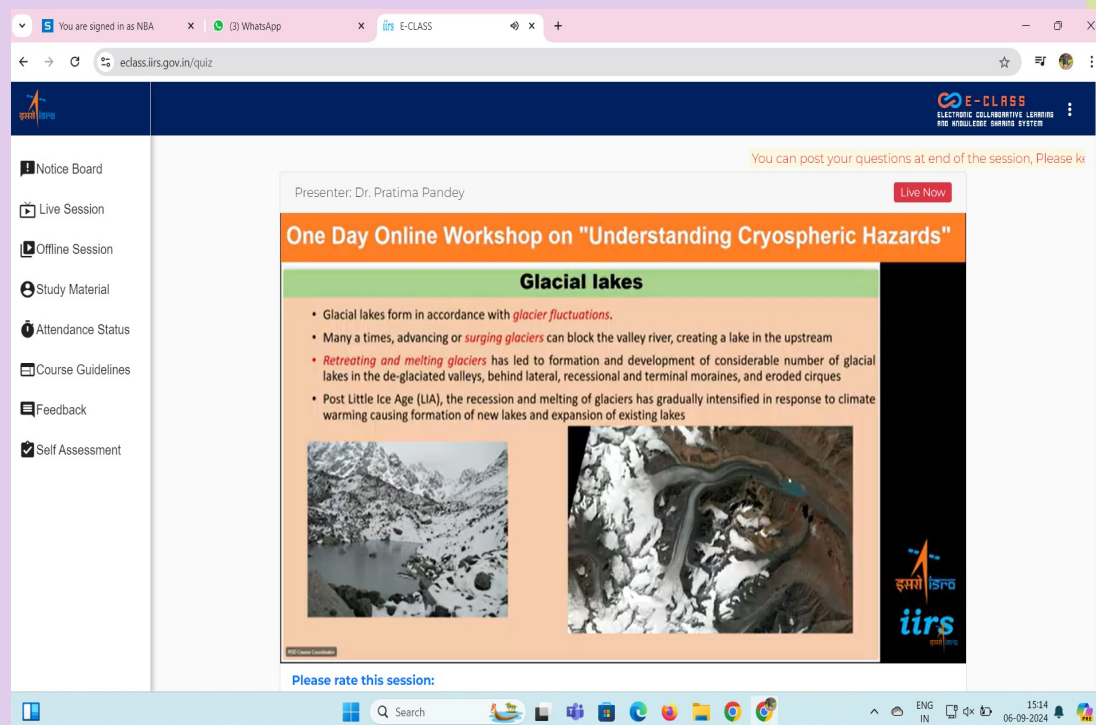 You are signed in as NBA
(3) WhatsApp
iirs E-CLASS
eclass.iirs.gov.in/quiz
इसरो isro
E-CLASS
ELECTRONIC COLLABORATIVE LEARNING
AND KNOWLEDGE SHARING SYSTEM
You can post your questions at end of the session, Please ke
Notice Board
Live Session
Offline Session
Study Material
Attendance Status
Course Guidelines
Feedback
Self Assessment
Presenter: Dr. Pratima Pandey
Live Now
One Day Online Workshop on "Understanding Cryospheric Hazards"
Glacial lakes
• Glacial lakes form in accordance with glacier fluctuations.
• Many a times, advancing or surging glaciers can block the valley river, creating a lake in the upstream
• Retreating and melting glaciers has led to formation and development of considerable number of glacial
lakes in the de-glaciated valleys, behind lateral, recessional and terminal moraines, and eroded cirques
• Post Little Ice Age (LIA), the recession and melting of glaciers has gradually intensified in response to climate
warming causing formation of new lakes and expansion of existing lakes
इसरो isro
iirs
Please rate this session:
Search
ENG
IN
15:14
06-09-2024
PRE